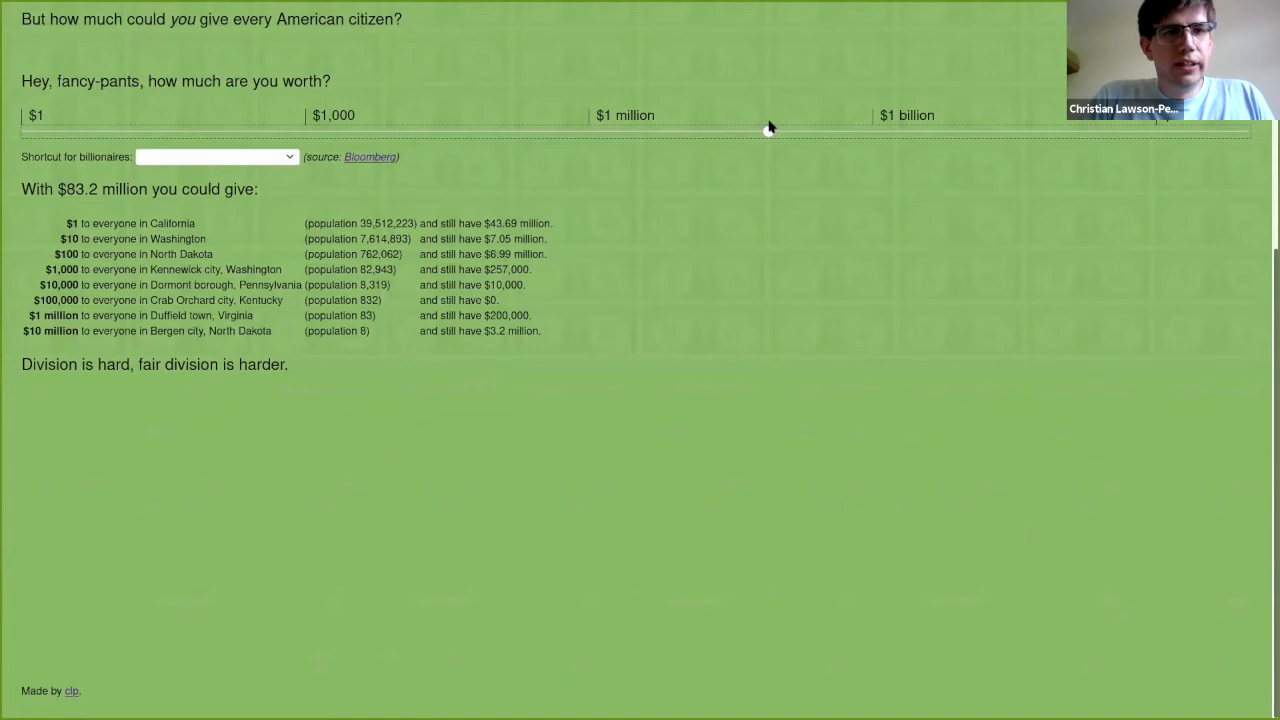 But how much could you give every American citizen?
Hey, fancy-pants, how much are you worth?
$1 $1,000 $1 million $1 billion
Shortcut for billionaires: (source: Bloomberg)
With $83.2 million you could give:
$1 to everyone in California (population 39,512,223) and still have $43.69 million.
$10 to everyone in Washington (population 7,614,893) and still have $7.05 million.
$100 to everyone in North Dakota (population 762,062) and still have $6.99 million.
$1,000 to everyone in Kennewick city, Washington (population 82,943) and still have $257,000.
$10,000 to everyone in Dormont borough, Pennsylvania (population 8,319) and still have $10,000.
$100,000 to everyone in Crab Orchard city, Kentucky (population 832) and still have $0.
$1 million to everyone in Duffield town, Virginia (population 83) and still have $200,000.
$10 million to everyone in Bergen city, North Dakota (population 8) and still have $3.2 million.
Division is hard, fair division is harder.
Made by clp.
Christian Lawson-Pe...